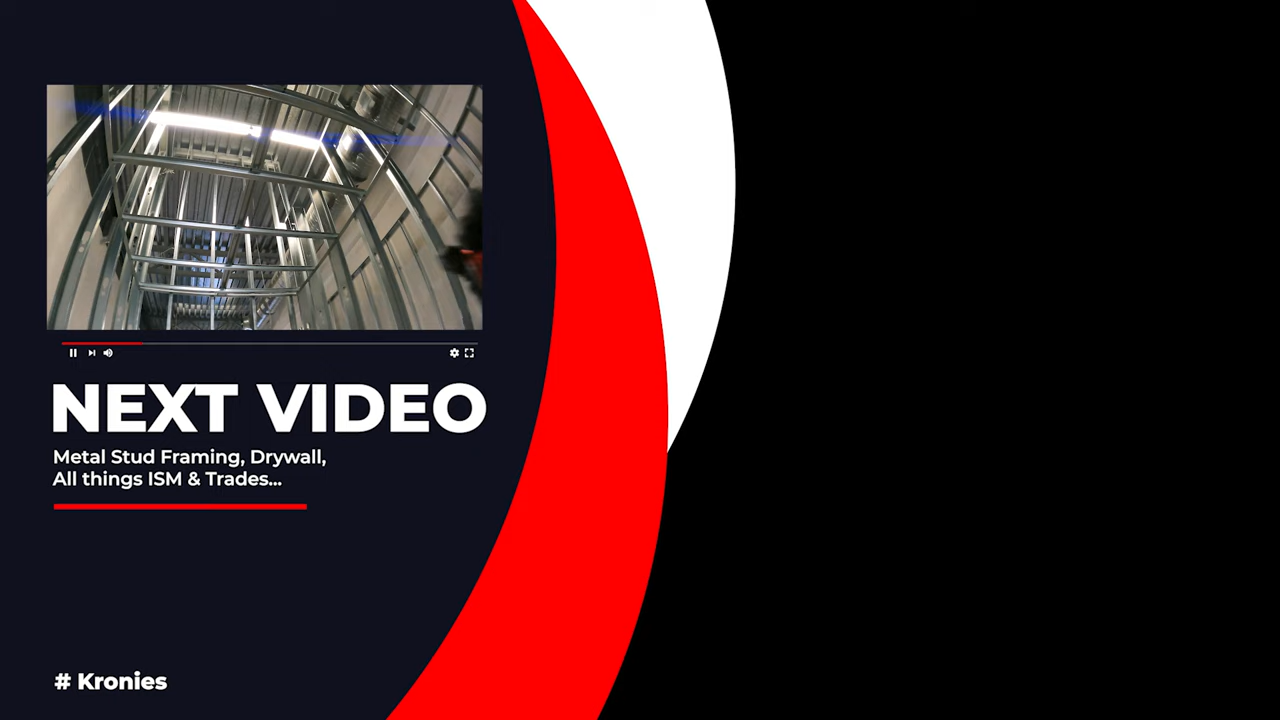 NEXT VIDEO
Metal Stud Framing, Drywall,
All things ISM & Trades...
# Kronies